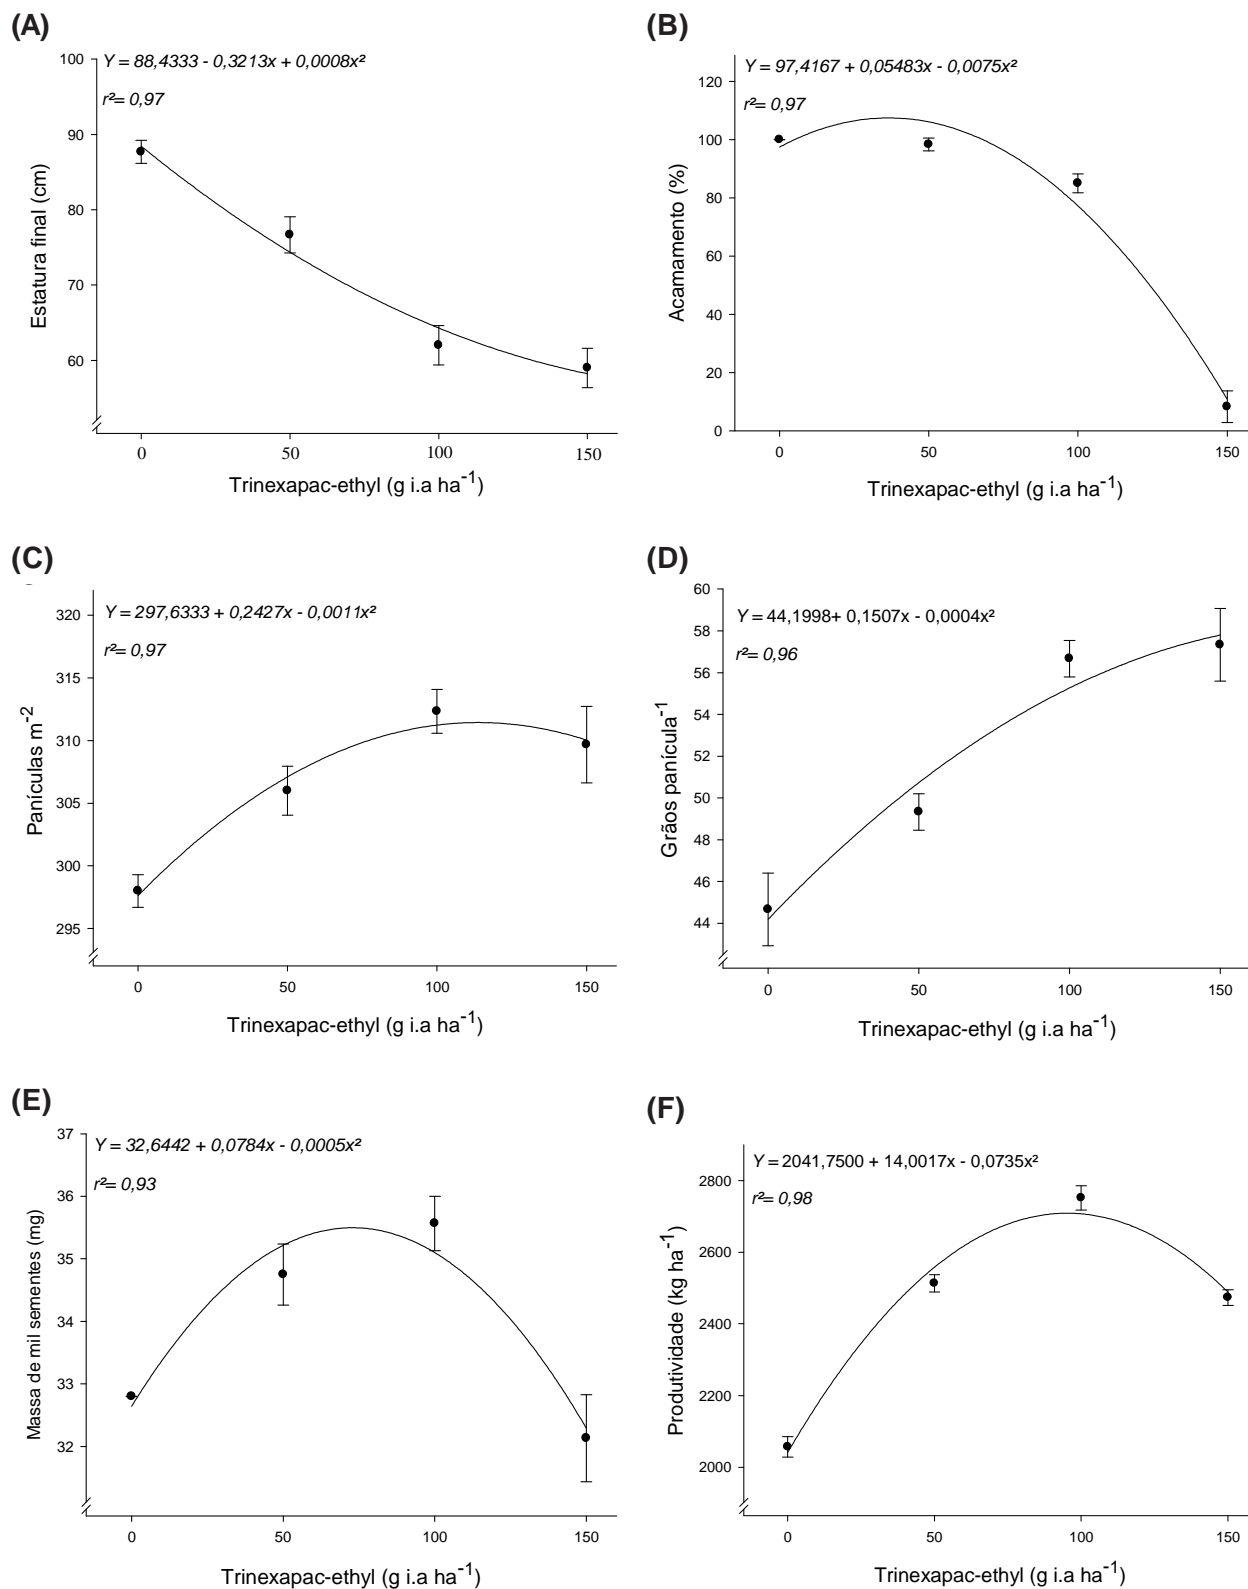 (A)
Y = 88,4333 - 0,3213x + 0,0008x²
r²= 0,97
100
90
80
70
60
Estatura final (cm)
0 50 100 150
Trinexapac-ethyl (g i.a ha-1)
(B)
Y = 97,4167 + 0,05483x - 0,0075x²
r²= 0,97
120
100
80
60
40
20
0
Acamamento (%)
0 50 100 150
Trinexapac-ethyl (g i.a ha-1)
(C)
Y = 297,6333 + 0,2427x - 0,0011x²
r²= 0,97
320
315
310
305
300
295
Panículas m-2
0 50 100 150
Trinexapac-ethyl (g i.a ha-1)
(D)
Y = 44,1998+ 0,1507x - 0,0004x²
r²= 0,96
60
58
56
54
52
50
48
46
44
Grãos panícula-1
0 50 100 150
Trinexapac-ethyl (g i.a ha-1)
(E)
Y = 32,6442 + 0,0784x - 0,0005x²
r²= 0,93
37
36
35
34
33
32
Massa de mil sementes (mg)
0 50 100 150
Trinexapac-ethyl (g i.a ha-1)
(F)
Y = 2041,7500 + 14,0017x - 0,0735x²
r²= 0,98
2800
2600
2400
2200
2000
Produtividade (kg ha-1)
0 50 100 150
Trinexapac-ethyl (g i.a ha-1)